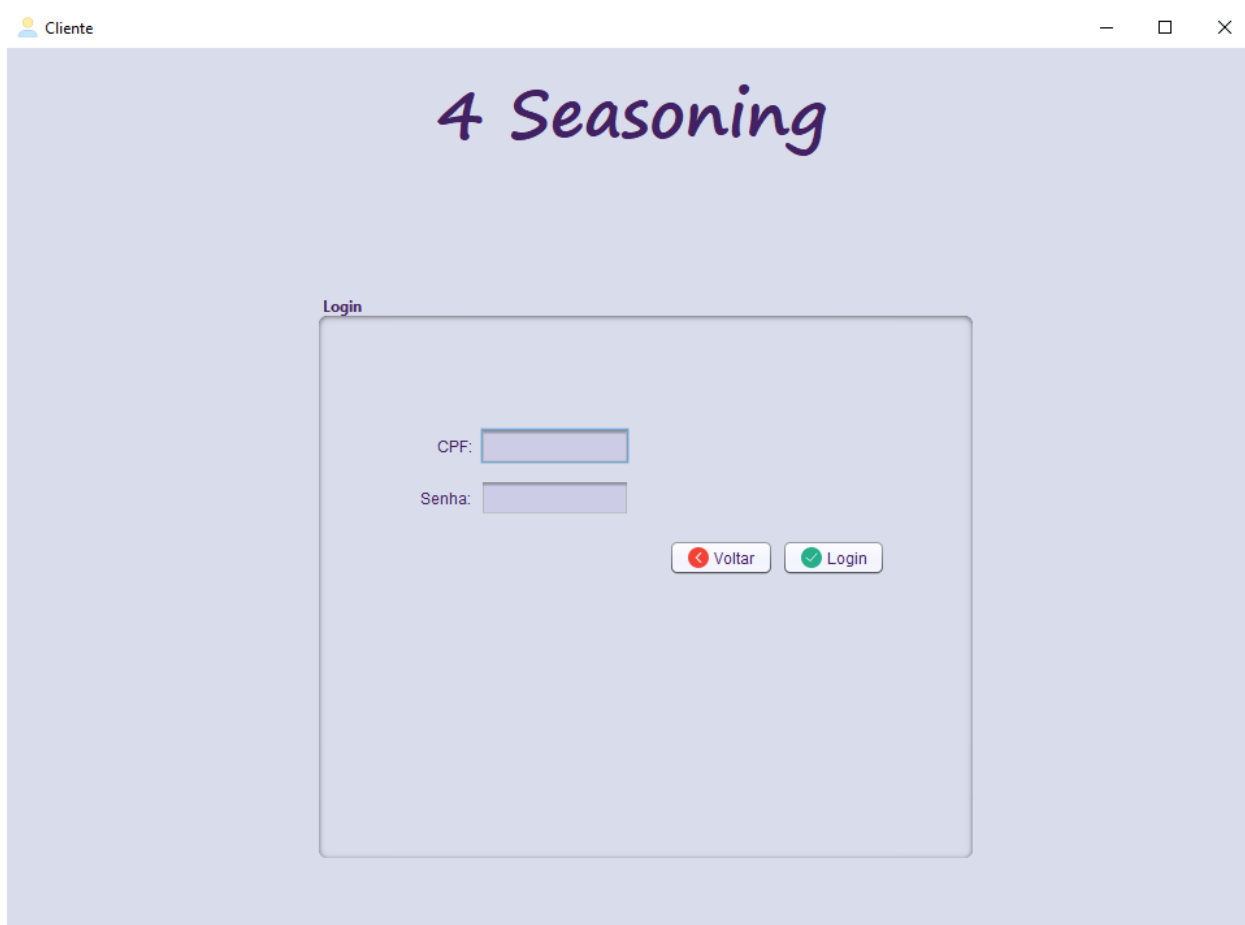 Cliente
4 Seasoning
Login
CPF:
Senha:
Voltar Login